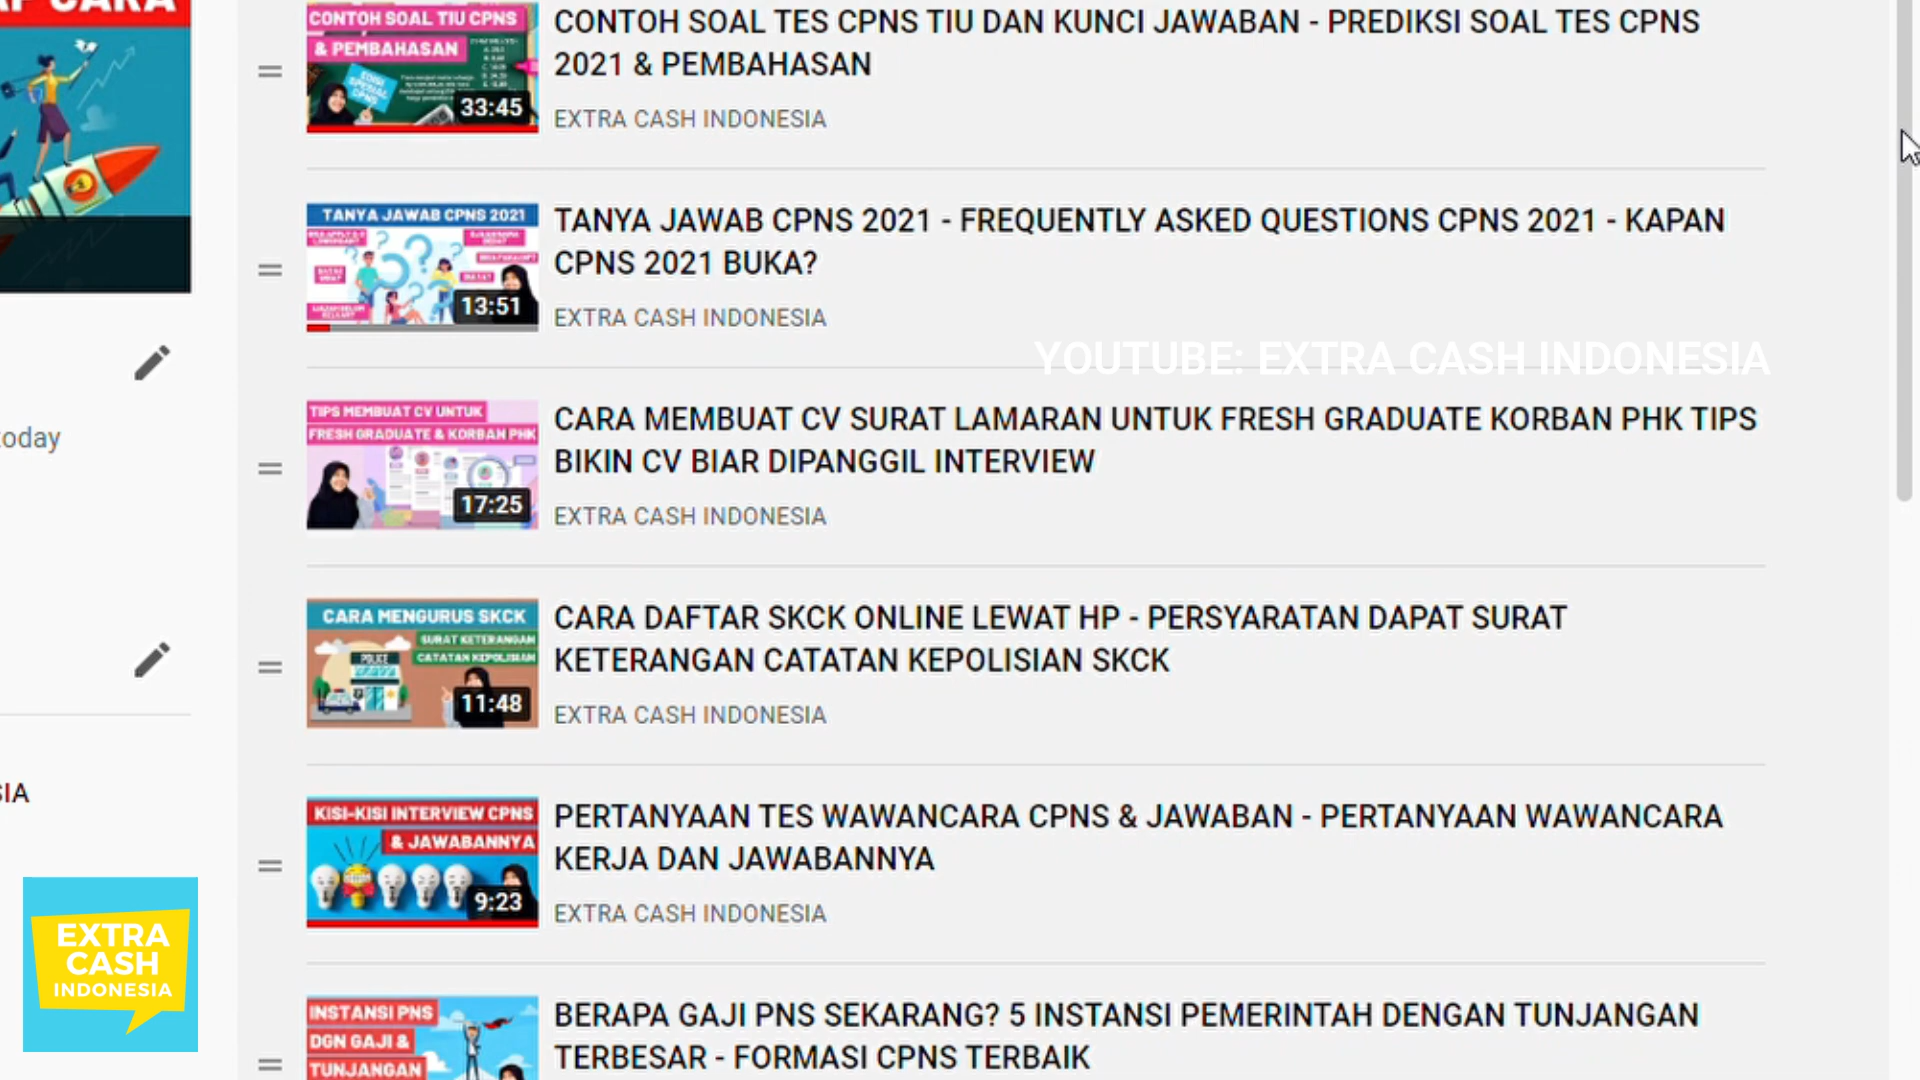 CONTOH SOAL TIU CPNS
& PEMBAHASAN
EDISI
SPESIAL
CPNS
33:45
CONTOH SOAL TES CPNS TIU DAN KUNCI JAWABAN - PREDIKSI SOAL TES CPNS
2021 & PEMBAHASAN
EXTRA CASH INDONESIA
TANYA JAWAB CPNS 2021
13:51
TANYA JAWAB CPNS 2021 - FREQUENTLY ASKED QUESTIONS CPNS 2021 - KAPAN
CPNS 2021 BUKA?
EXTRA CASH INDONESIA
YOUTUBE: EXTRA CASH INDONESIA
today
TIPS MEMBUAT CV UNTUK
FRESH GRADUATE & KORBAN PHK
17:25
CARA MEMBUAT CV SURAT LAMARAN UNTUK FRESH GRADUATE KORBAN PHK TIPS
BIKIN CV BIAR DIPANGGIL INTERVIEW
EXTRA CASH INDONESIA
CARA MENGURUS SKCK
SURAT KETERANGAN
CATATAN KEPOLISIAN
POLICE
11:48
CARA DAFTAR SKCK ONLINE LEWAT HP - PERSYARATAN DAPAT SURAT
KETERANGAN CATATAN KEPOLISIAN SKCK
EXTRA CASH INDONESIA
SIA
KISI-KISI INTERVIEW CPNS
& JAWABANNYA
9:23
PERTANYAAN TES WAWANCARA CPNS & JAWABAN - PERTANYAAN WAWANCARA
KERJA DAN JAWABANNYA
EXTRA CASH INDONESIA
EXTRA
CASH
INDONESIA
INSTANSI PNS
DGN GAJI &
TUNJANGAN
BERAPA GAJI PNS SEKARANG? 5 INSTANSI PEMERINTAH DENGAN TUNJANGAN
TERBESAR - FORMASI CPNS TERBAIK